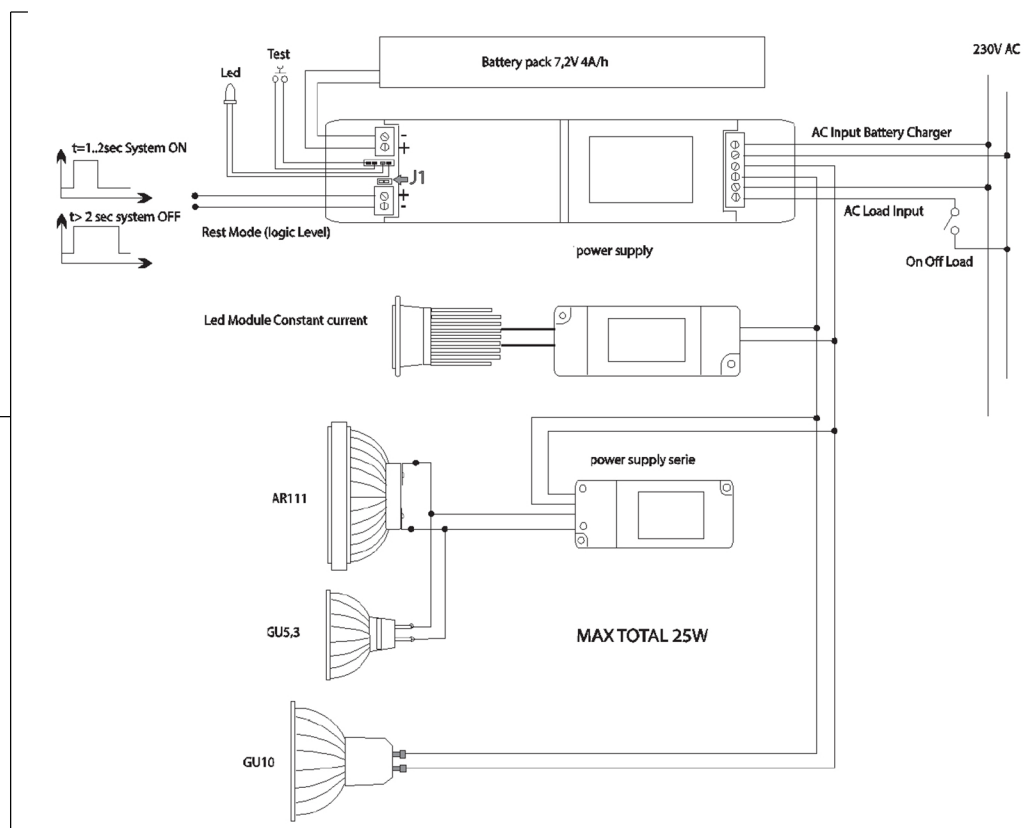 230V AC
Test
Battery pack 7,2V 4A/h
Led
AC Input Battery Charger
t=1..2sec System ON
-
+
J1
+
-
t> 2 sec system OFF
AC Load Input
Rest Mode (logic Level)
power supply
On Off Load
Led Module Constant current
power supply serie
AR111
GU5,3
MAX TOTAL 25W
GU10